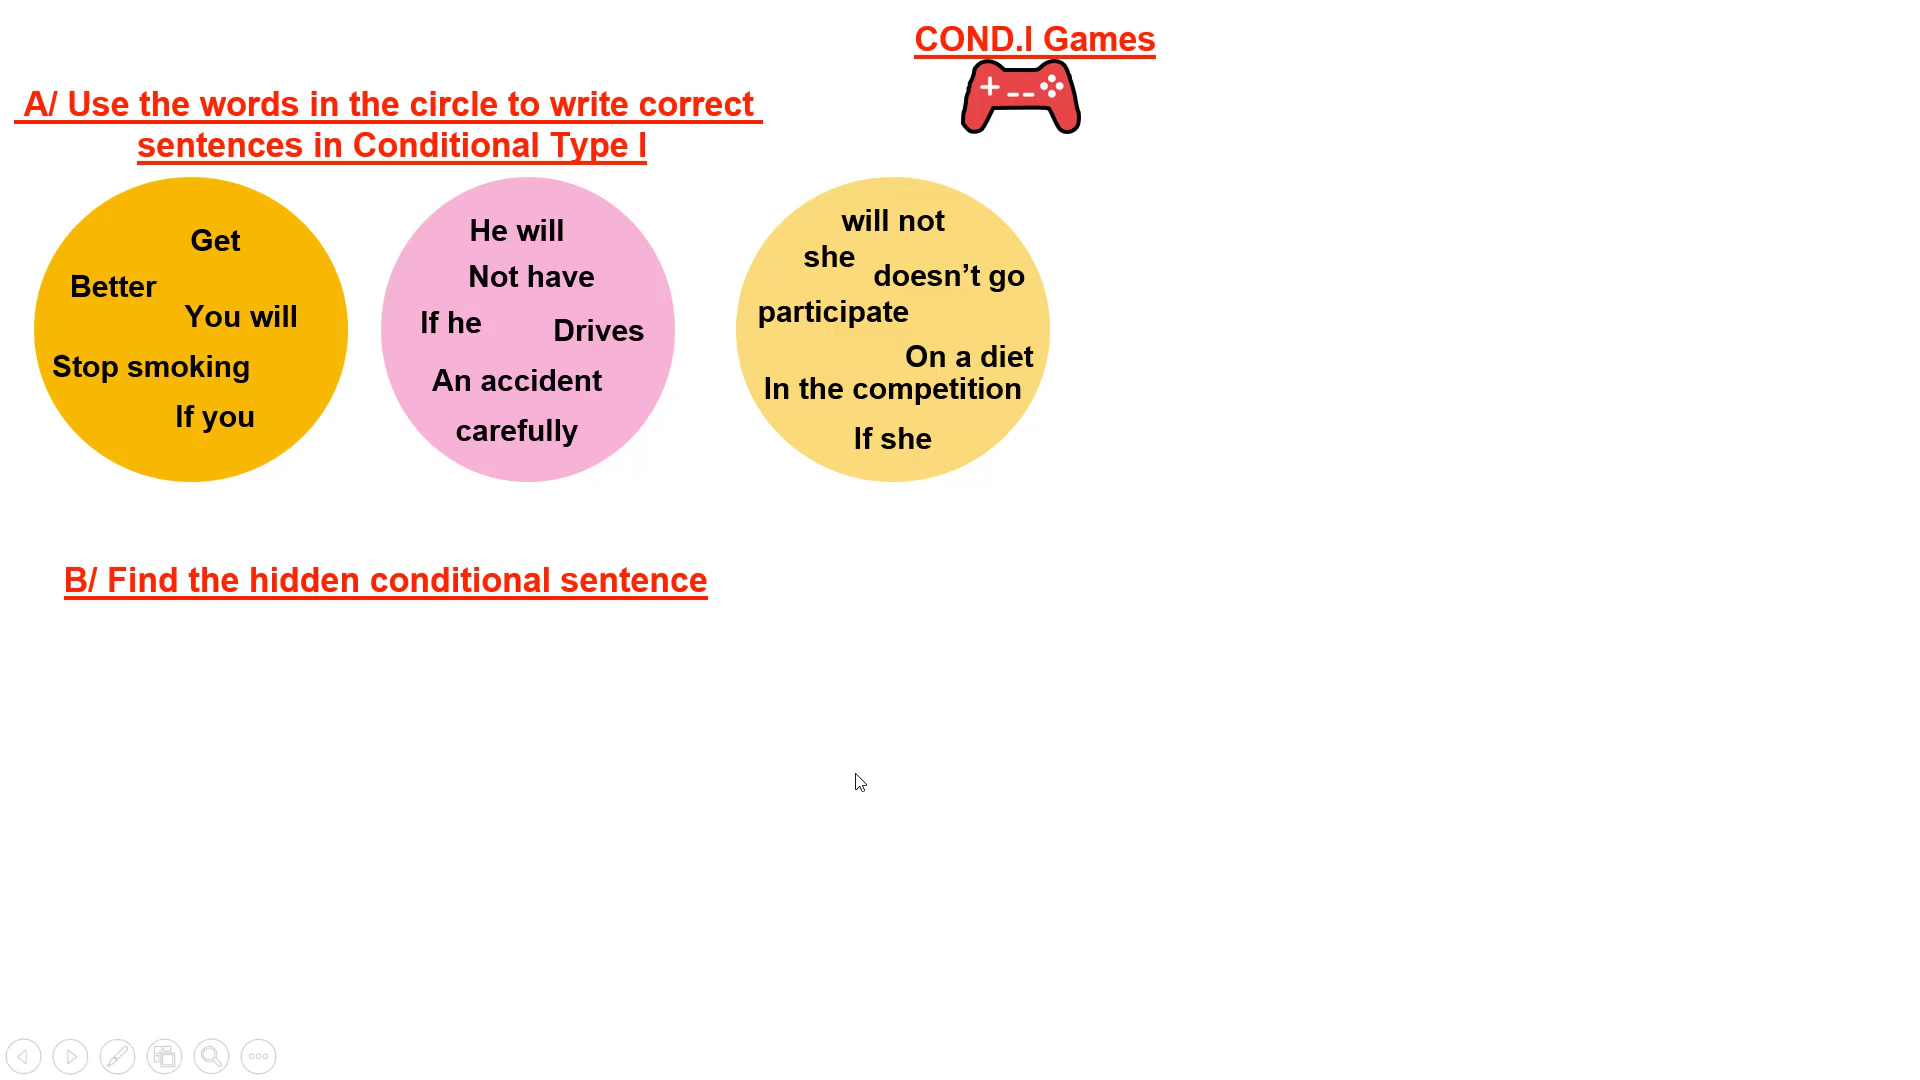 COND.I Games
A/ Use the words in the circle to write correct
sentences in Conditional Type I
Get
Better
You will
Stop smoking
If you
He will
Not have
If he
Drives
An accident
carefully
will not
she
doesn’t go
participate
On a diet
In the competition
If she
B/ Find the hidden conditional sentence